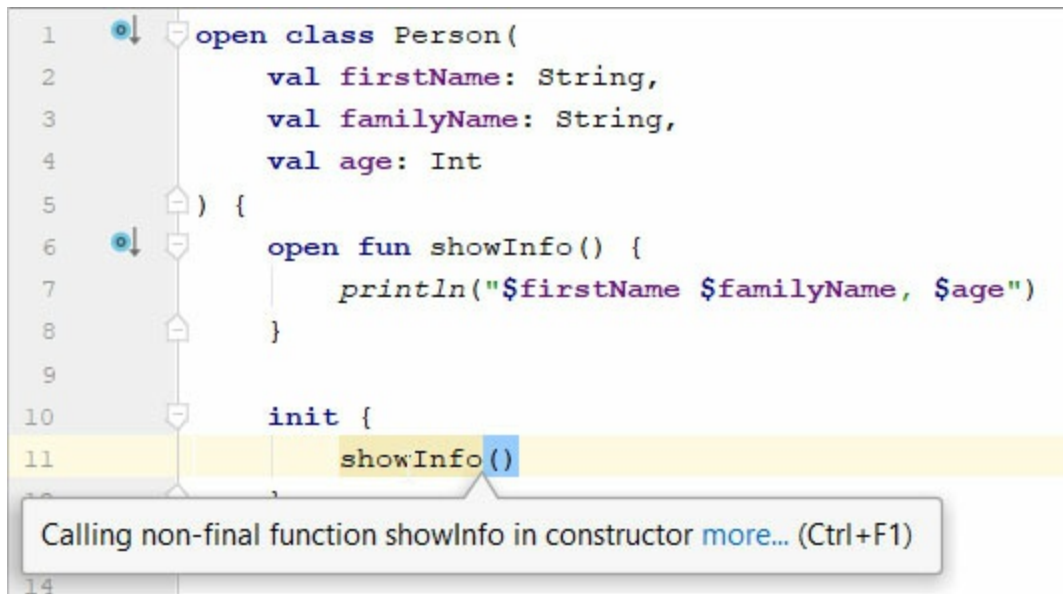 1 open class Person(
2 val firstName: String,
3 val familyName: String,
4 val age: Int
5 ) {
6 open fun showInfo() {
7 println("$firstName $familyName, $age")
8 }
9
10 init {
11 showInfo()
Calling non-final function showInfo in constructor more... (Ctrl+F1)
14